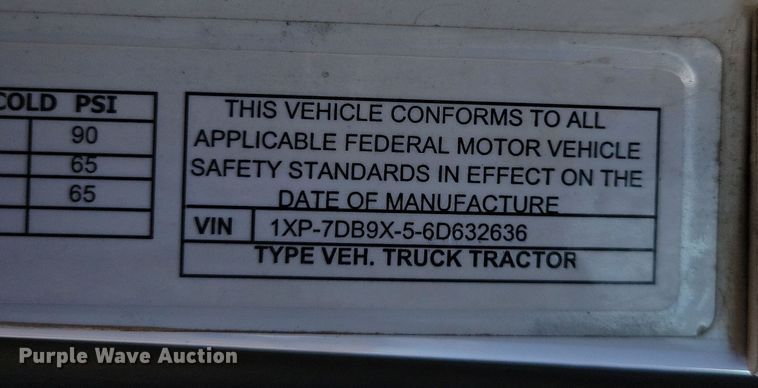 COLD PSI
90
65
65
THIS VEHICLE CONFORMS TO ALL
APPLICABLE FEDERAL MOTOR VEHICLE
SAFETY STANDARDS IN EFFECT ON THE
DATE OF MANUFACTURE
VIN 1XP-7DB9X-5-6D632636
TYPE VEH. TRUCK TRACTOR
Purple Wave Auction